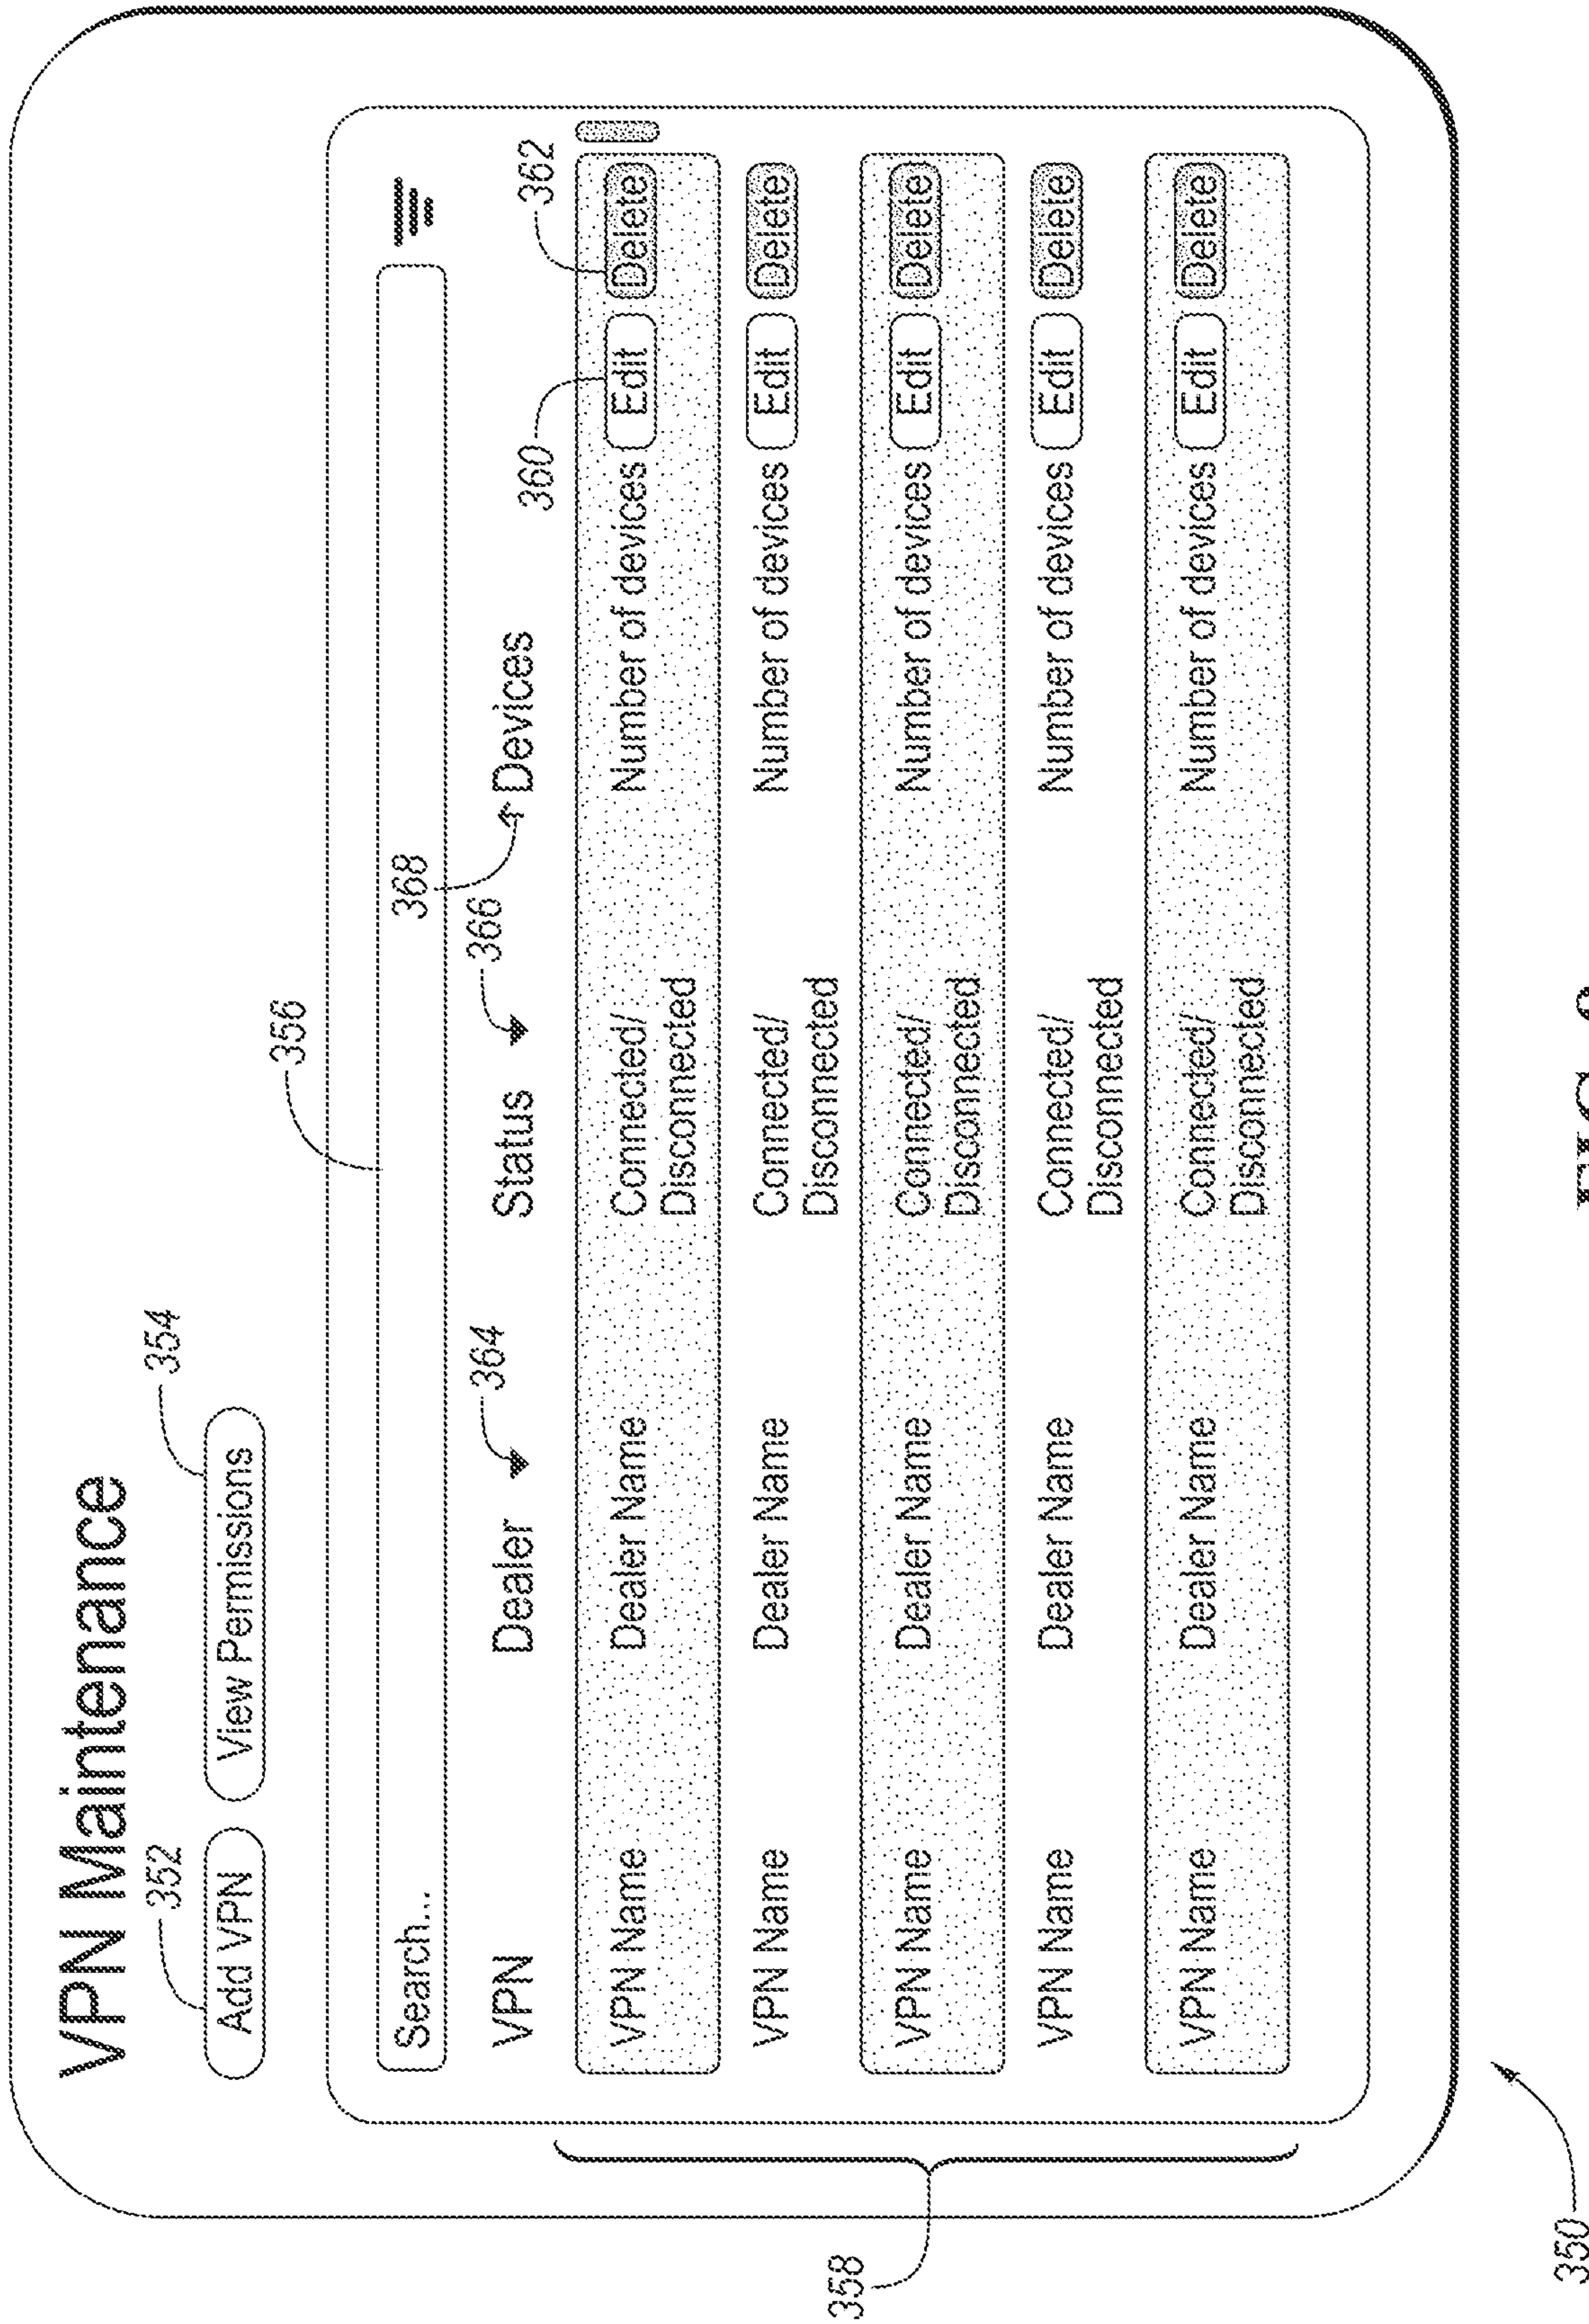 VPN Maintenance
352
354
Add VPN
View Permissions
356
Search...
368
362
VPN Dealer 364 Status 366 Devices 360
VPN Name Dealer Name Connected/ Disconnected Number of devices Edit Delete
VPN Name Dealer Name Connected/ Disconnected Number of devices Edit Delete
VPN Name Dealer Name Connected/ Disconnected Number of devices Edit Delete
VPN Name Dealer Name Connected/ Disconnected Number of devices Edit Delete
VPN Name Dealer Name Connected/ Disconnected Number of devices Edit Delete
358
350